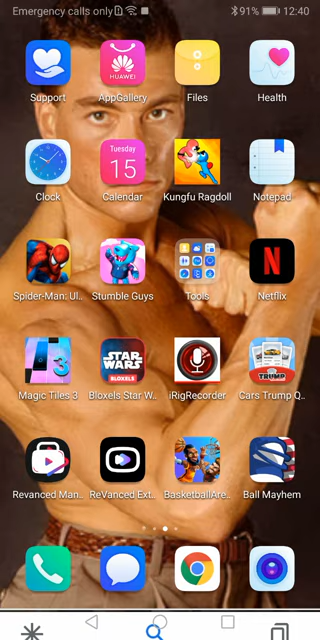 Emergency calls only
91% 12:40
Support AppGallery Files Health
HUAWEI
Clock Calendar Kungfu Ragdoll Notepad
Tuesday
15
Spider-Man: Ul.. Stumble Guys Tools Netflix
N
Magic Tiles 3 Bloxels Star W.. iRigRecorder Cars Trump Q..
3
STAR
WARS
BLOXELS
TRUMP
Revanced Man.. ReVanced Ext.. BasketballAre.. Ball Mayhem